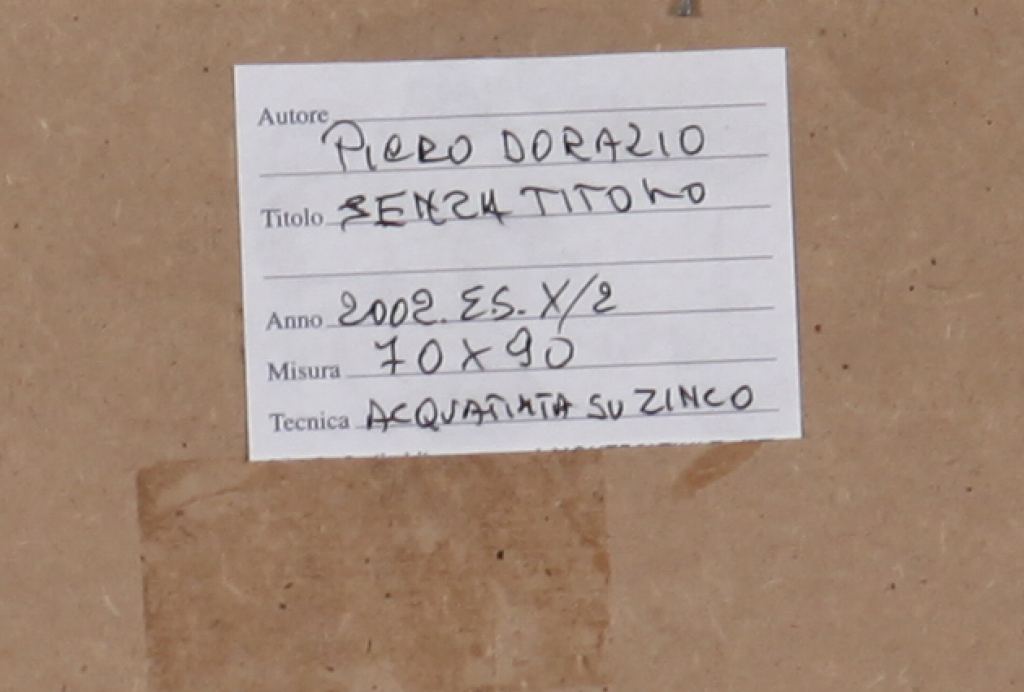 Autore
PIERO DORAZIO
Titolo SENZA TITOLO
Anno 2002. ES. X/2
Misura 70 X 90
Tecnica ACQUATINTA SU ZINCO